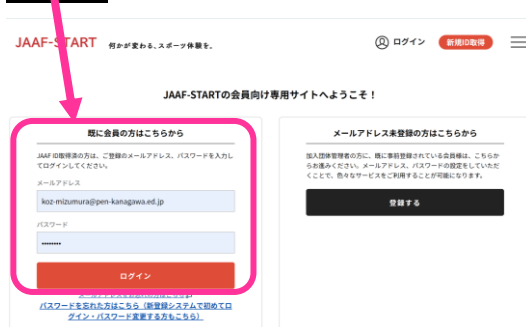 JAAF-START 何かが変わる、スポーツ体験を。
ログイン
新規ID取得
JAAF-STARTの会員向け専用サイトへようこそ！
既に会員の方はこちらから
JAAF ID取得済の方は、ご登録のメールアドレス、パスワードを入力し
てログインしてください。
メールアドレス
koz-mizumura@pen-kanagawa.ed.jp
パスワード
••••••••
ログイン
パスワードを忘れた方はこちら（新登録システムで初めてロ
グイン・パスワード変更する方もこちら）
メールアドレス未登録の方はこちらから
加入団体管理者の方に、既に事前登録されている会員様は、こちらか
らお進みください。メールアドレス、パスワードの設定をしていただ
くことで、色々なサービスをご利用することが可能になります。
登録する